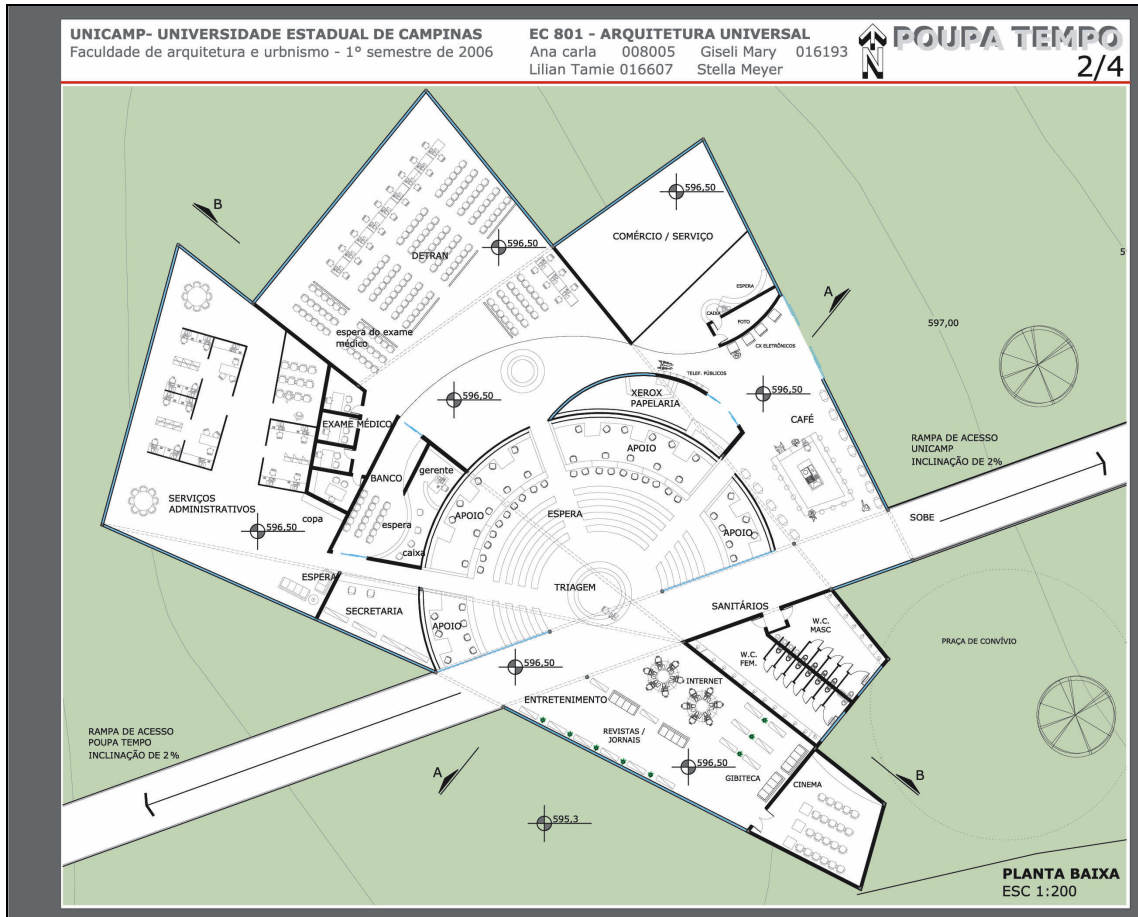 UNICAMP- UNIVERSIDADE ESTADUAL DE CAMPINAS
Faculdade de arquitetura e urbnismo - 1° semestre de 2006
EC 801 - ARQUITETURA UNIVERSAL
Ana carla 008005 Giseli Mary 016193
Lilian Tamie 016607 Stella Meyer
N
POUPA TEMPO
2/4
B
596,50
COMÉRCIO / SERVIÇO
596,50
DETRAN
ESPERA
A
CAIXA
FOTO
597,00
5
espera do exame
médico
CX ELETRÔNICOS
TELEF. PÚBLICOS
XEROX
PAPELARIA
596,50
596,50
CAFÉ
EXAME MÉDICO
APOIO
RAMPA DE ACESSO
UNICAMP
INCLINAÇÃO DE 2%
BANCO
gerente
SERVIÇOS
ADMINISTRATIVOS
copa
596,50
espera
APOIO
ESPERA
APOIO
SOBE
caixa
ESPERA
TRIAGEM
SECRETARIA
APOIO
SANITÁRIOS
W.C.
MASC
W.C.
FEM.
PRAÇA DE CONVÍVIO
596,50
INTERNET
ENTRETENIMENTO
REVISTAS /
JORNAIS
RAMPA DE ACESSO
POUPA TEMPO
INCLINAÇÃO DE 2%
596,50
GIBITECA
A
B
CINEMA
595,3
PLANTA BAIXA
ESC 1:200